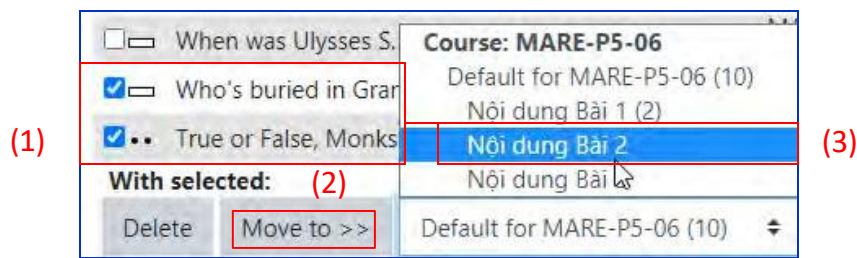 When was Ulysses S.
Course: MARE-P5-06
Who's buried in Gran
Default for MARE-P5-06 (10)
Nội dung Bài 1 (2)
(1)
True or False, Monks
Nội dung Bài 2
(3)
With selected:
(2)
Nội dung Bài
Delete
Move to >>
Default for MARE-P5-06 (10)